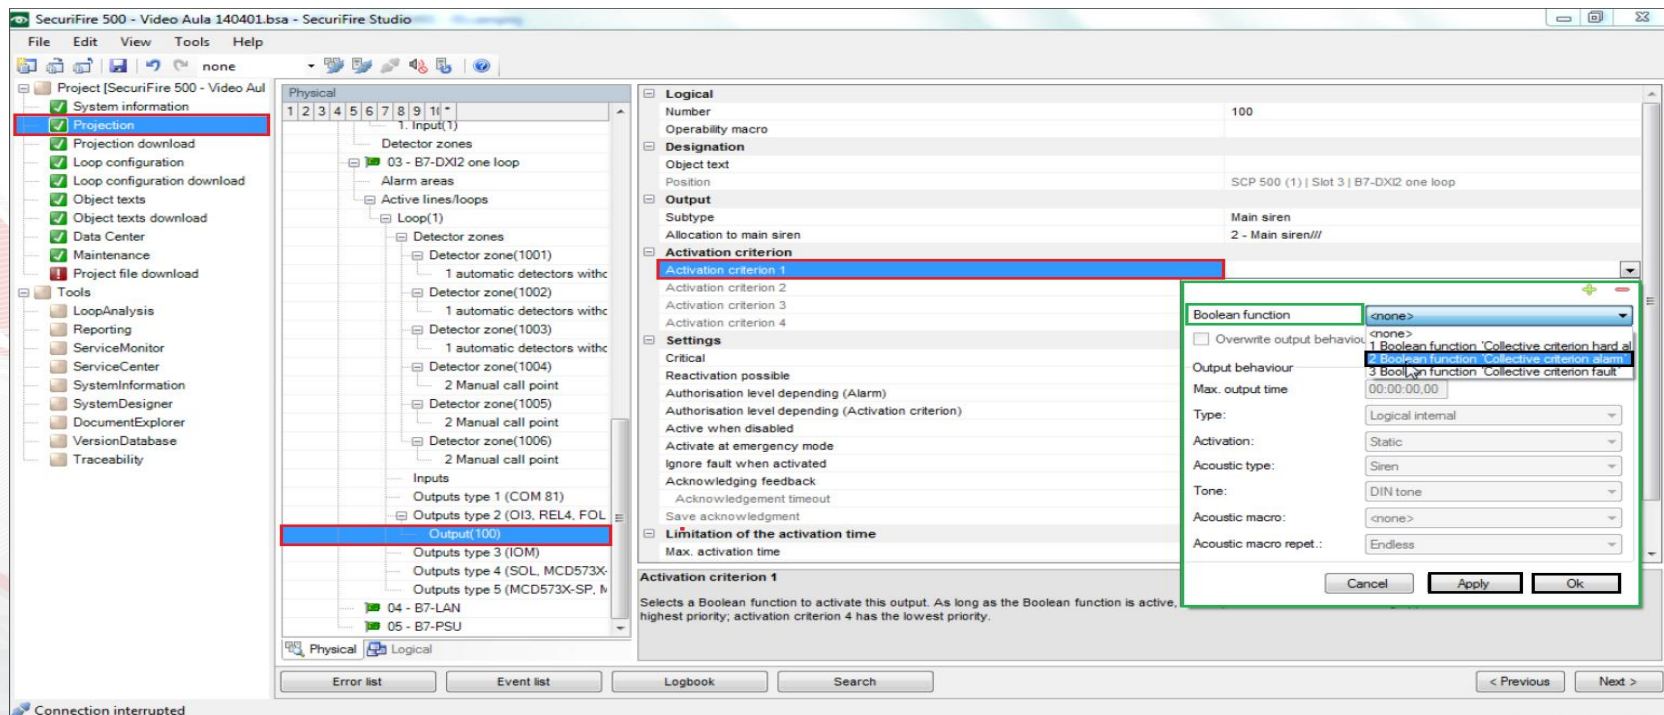 SecuriFire 500 - Video Aula 140401.bsa - SecuriFire Studio
File Edit View Tools Help
none
Project [SecuriFire 500 - Video Aul
System information
Projection
Projection download
Loop configuration
Loop configuration download
Object texts
Object texts download
Data Center
Maintenance
Project file download
Tools
LoopAnalysis
Reporting
ServiceMonitor
ServiceCenter
SystemInformation
SystemDesigner
DocumentExplorer
VersionDatabase
Traceability
Physical
1 2 3 4 5 6 7 8 9 1( *
1. Input(1)
Detector zones
03 - B7-DXI2 one loop
Alarm areas
Active lines/loops
Loop(1)
Detector zones
Detector zone(1001)
1 automatic detectors withc
Detector zone(1002)
1 automatic detectors withc
Detector zone(1003)
1 automatic detectors withc
Detector zone(1004)
2 Manual call point
Detector zone(1005)
2 Manual call point
Detector zone(1006)
2 Manual call point
Inputs
Outputs type 1 (COM 81)
Outputs type 2 (OI3, REL4, FOL
Output(100)
Outputs type 3 (IOM)
Outputs type 4 (SOL, MCD573X-
Outputs type 5 (MCD573X-SP, M
04 - B7-LAN
05 - B7-PSU
Physical Logical
Logical
Number 100
Operability macro
Designation
Object text
Position SCP 500 (1) | Slot 3 | B7-DXI2 one loop
Output
Subtype Main siren
Allocation to main siren 2 - Main siren///
Activation criterion
Activation criterion 1
Activation criterion 2
Activation criterion 3
Activation criterion 4
Settings
Critical
Reactivation possible
Authorisation level depending (Alarm)
Authorisation level depending (Activation criterion)
Active when disabled
Activate at emergency mode
Ignore fault when activated
Acknowledging feedback
Acknowledgement timeout
Save acknowledgment
Limitation of the activation time
Max. activation time
Boolean function <none>
<none>
1 Boolean function 'Collective criterion hard al
2 Boolean function 'Collective criterion alarm'
3 Boolean function 'Collective criterion fault'
Overwrite output behaviou
Output behaviour
Max. output time 00:00:00,00
Type: Logical internal
Activation: Static
Acoustic type: Siren
Tone: DIN tone
Acoustic macro: <none>
Acoustic macro repet.: Endless
Cancel Apply Ok
Activation criterion 1
Selects a Boolean function to activate this output. As long as the Boolean function is active,
highest priority; activation criterion 4 has the lowest priority.
Error list Event list Logbook Search < Previous Next >
Connection interrupted